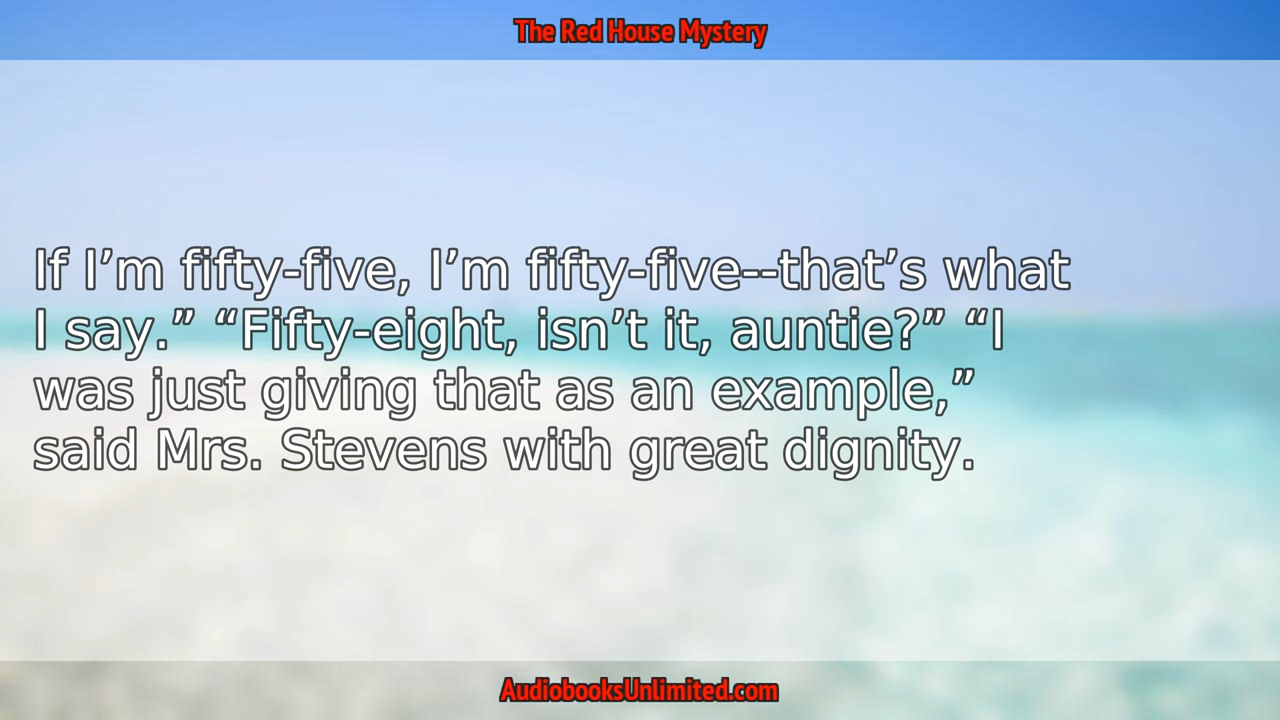 The Red House Mystery
If I’m fifty-five, I’m fifty-five--that’s what
I say.” “Fifty-eight, isn’t it, auntie?” “I
was just giving that as an example,”
said Mrs. Stevens with great dignity.
AudiobooksUnlimited.com